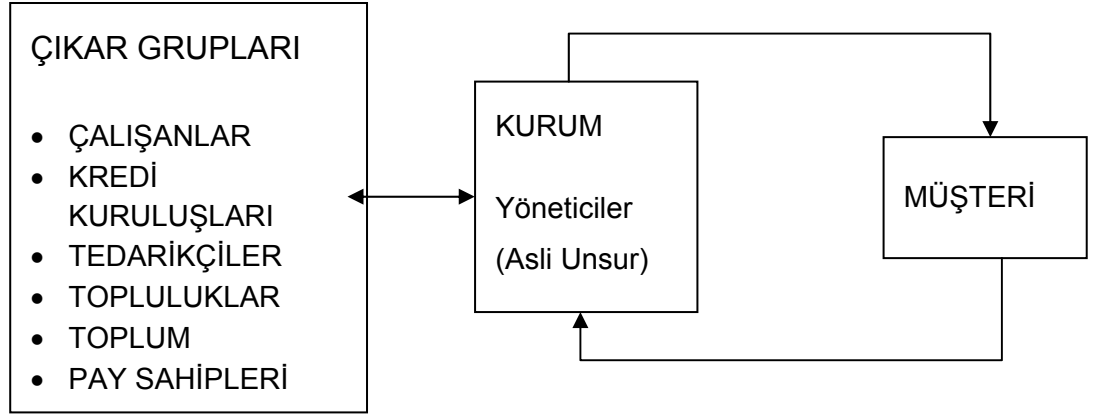 ÇIKAR GRUPLARI
• ÇALIŞANLAR
• KREDİ
KURULUŞLARI
• TEDARİKÇİLER
• TOPLULUKLAR
• TOPLUM
• PAY SAHİPLERİ
KURUM
Yöneticiler
(Asli Unsur)
MÜŞTERİ